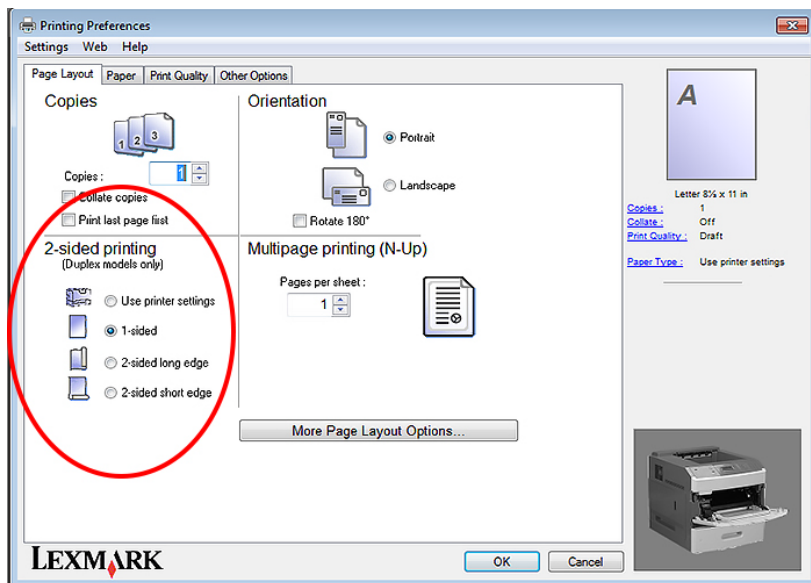 Printing Preferences
Settings Web Help
Page Layout Paper Print Quality Other Options
Copies
1 2 3
Copies :
1
Collate copies
Print last page first
Orientation
Portrait
Landscape
Rotate 180°
2-sided printing
(Duplex models only)
Use printer settings
1-sided
2-sided long edge
2-sided short edge
Multipage printing (N-Up)
Pages per sheet :
1
More Page Layout Options...
A
Letter 8½ x 11 in
Copies : 1
Collate : Off
Print Quality : Draft
Paper Type : Use printer settings
LEXMARK
OK Cancel